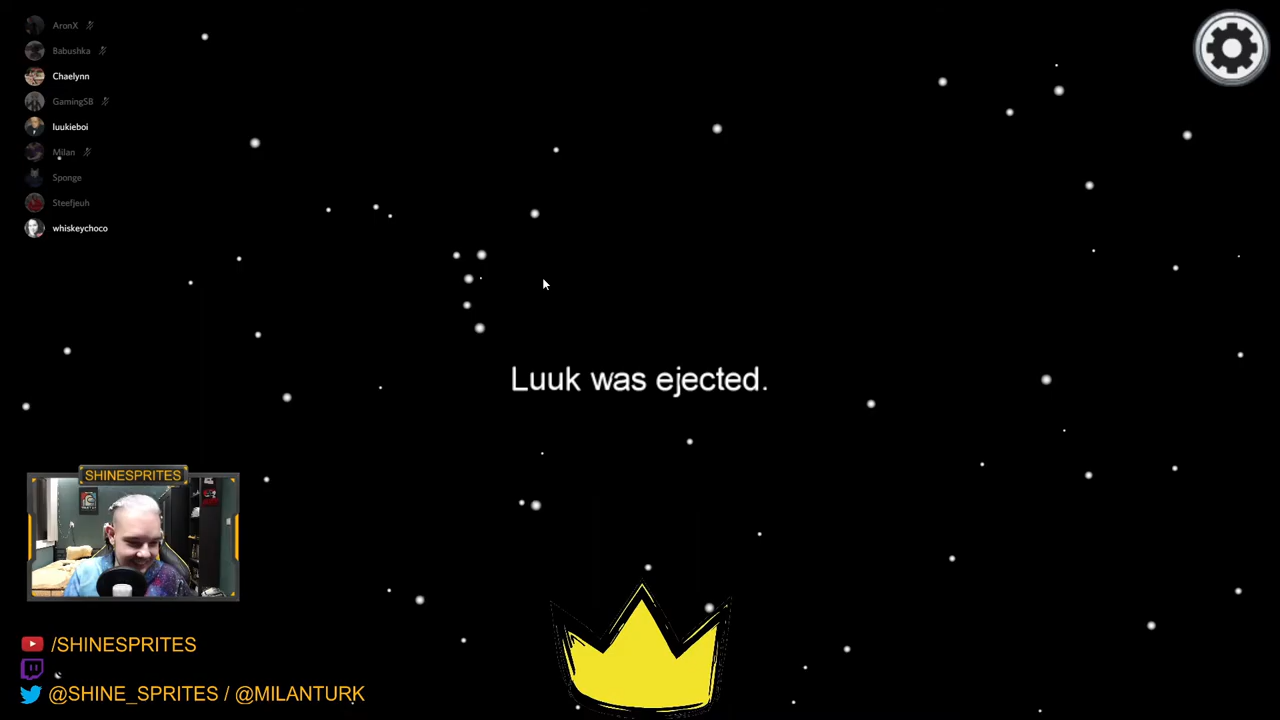 AronX
Babushka
Chaelynn
GamingSB
luukieboi
Milan
Sponge
Steefjeuh
whiskeychoco
Luuk was ejected.
SHINESPRITES
/SHINESPRITES
@SHINE_SPRITES / @MILANTURK